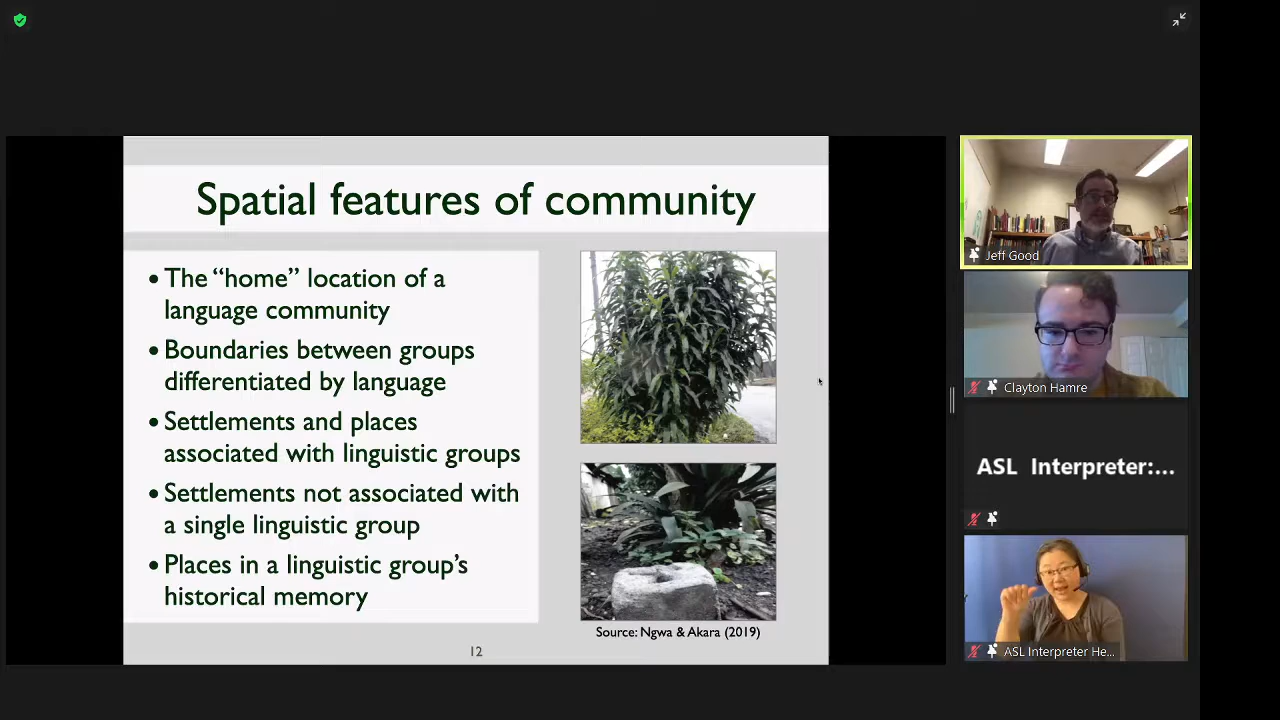 Spatial features of community
• The “home” location of a
language community
• Boundaries between groups
differentiated by language
• Settlements and places
associated with linguistic groups
• Settlements not associated with
a single linguistic group
• Places in a linguistic group’s
historical memory
Source: Ngwa & Akara (2019)
12
Jeff Good
Clayton Hamre
ASL Interpreter:...
ASL Interpreter He...